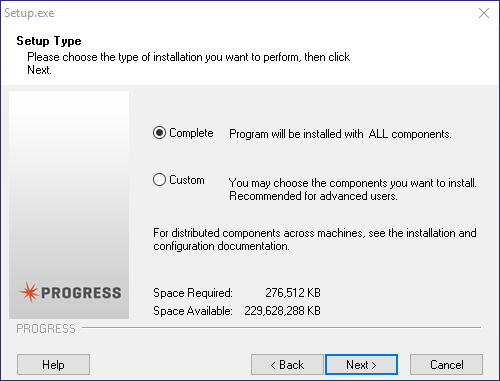 Setup.exe
Setup Type
Please choose the type of installation you want to perform, then click
Next.
Complete Program will be installed with ALL components.
Custom You may choose the components you want to install.
Recommended for advanced users.
For distributed components across machines, see the installation and
configuration documentation.
PROGRESS
Space Required: 276,512 KB
Space Available: 229,628,288 KB
PROGRESS
Help < Back Next > Cancel